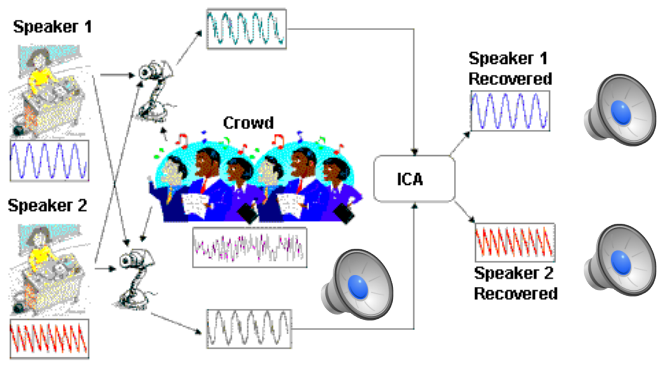 Speaker 1
Crowd
Speaker 2
ICA
Speaker 1
Recovered
Speaker 2
Recovered